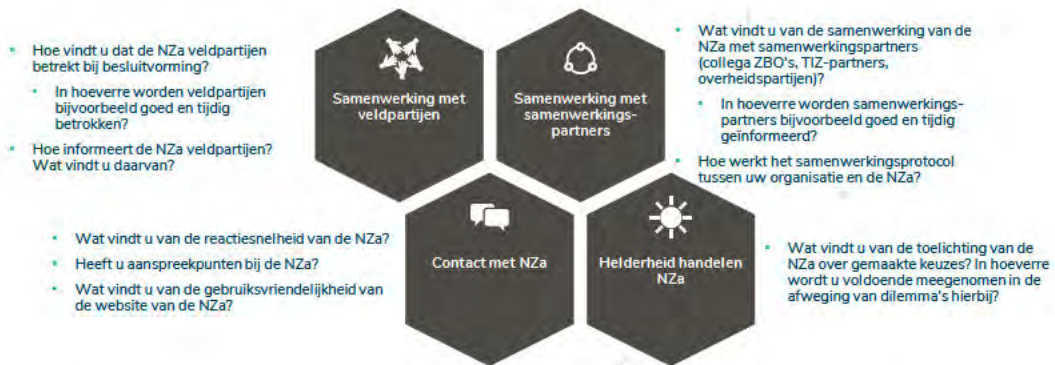 Hoe vindt u dat de NZa veldpartijen
betrekt bij besluitvorming?
In hoeverre worden veldpartijen
bijvoorbeeld goed en tijdig
betrokken?
Hoe informeert de NZa veldpartijen?
Wat vindt u daarvan?
Samenwerking met
veldpartijen
Samenwerking met
samenwerkings-
partners
Wat vindt u van de samenwerking van de
NZa met samenwerkingspartners
(collega ZBO's, TIZ-partners,
overheidspartijen)?
In hoeverre worden samenwerkings-
partners bijvoorbeeld goed en tijdig
geïnformeerd?
Hoe werkt het samenwerkingsprotocol
tussen uw organisatie en de NZa?
Wat vindt u van de reactiesnelheid van de NZa?
Heeft u aanspreekpunten bij de NZa?
Wat vindt u van de gebruiksvriendelijkheid van
de website van de NZa?
Contact met NZa
Helderheid handelen
NZa
Wat vindt u van de toelichting van de
NZa over gemaakte keuzes? In hoeverre
wordt u voldoende meegenomen in de
afweging van dilemma's hierbij?